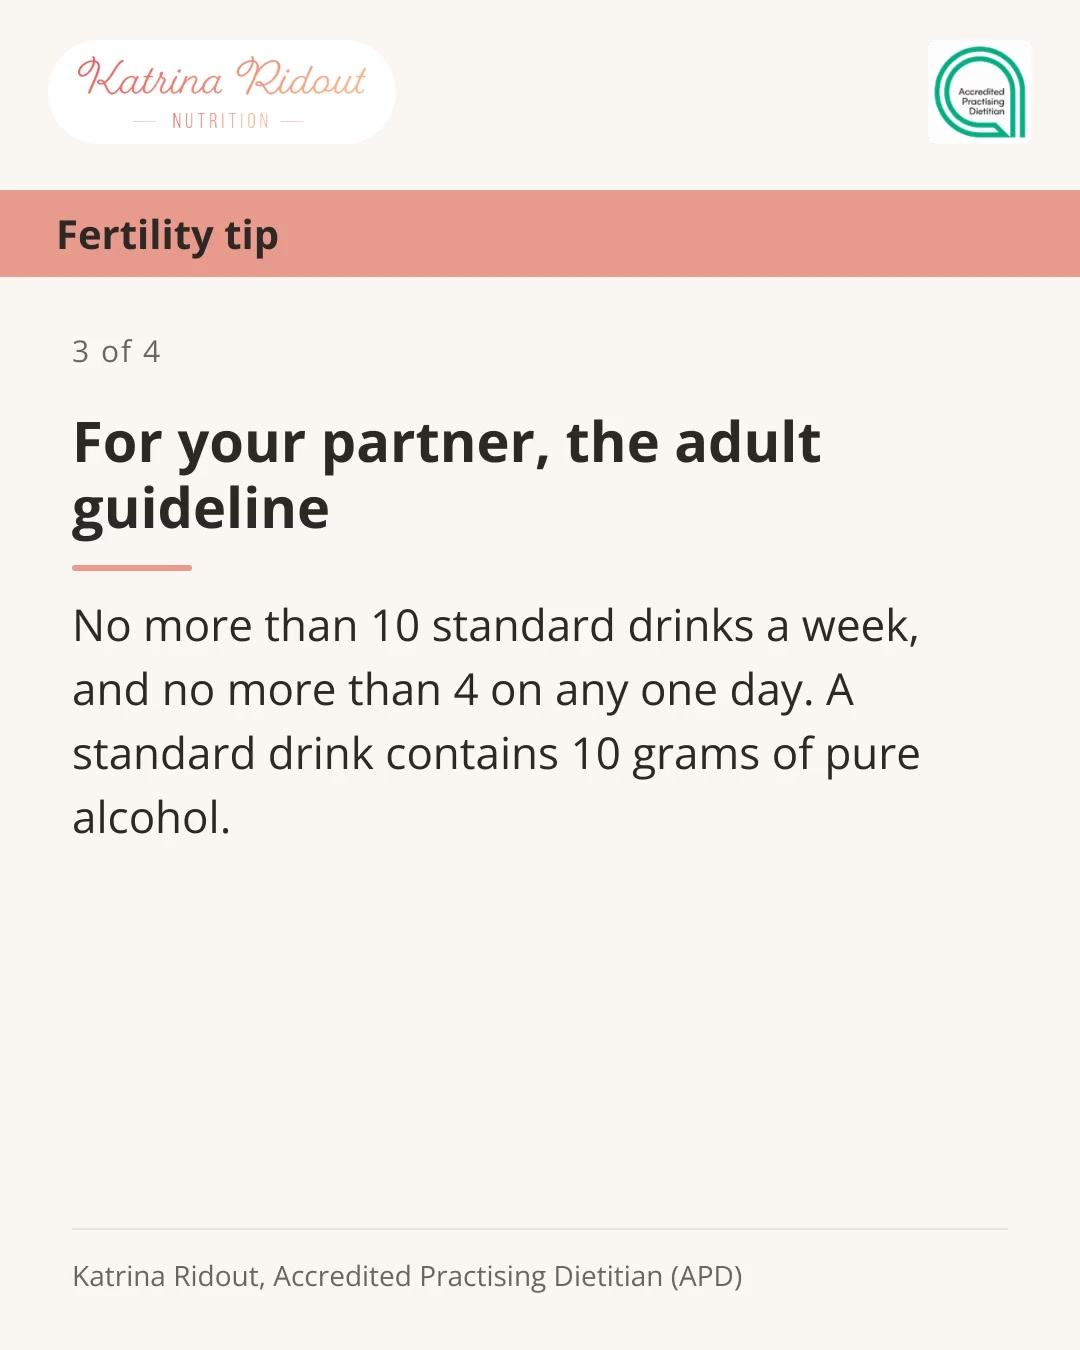 Katrina Ridout
NUTRITION
Accredited
Practising
Dietitian
Fertility tip
3 of 4
For your partner, the adult
guideline
No more than 10 standard drinks a week,
and no more than 4 on any one day. A
standard drink contains 10 grams of pure
alcohol.
Katrina Ridout, Accredited Practising Dietitian (APD)